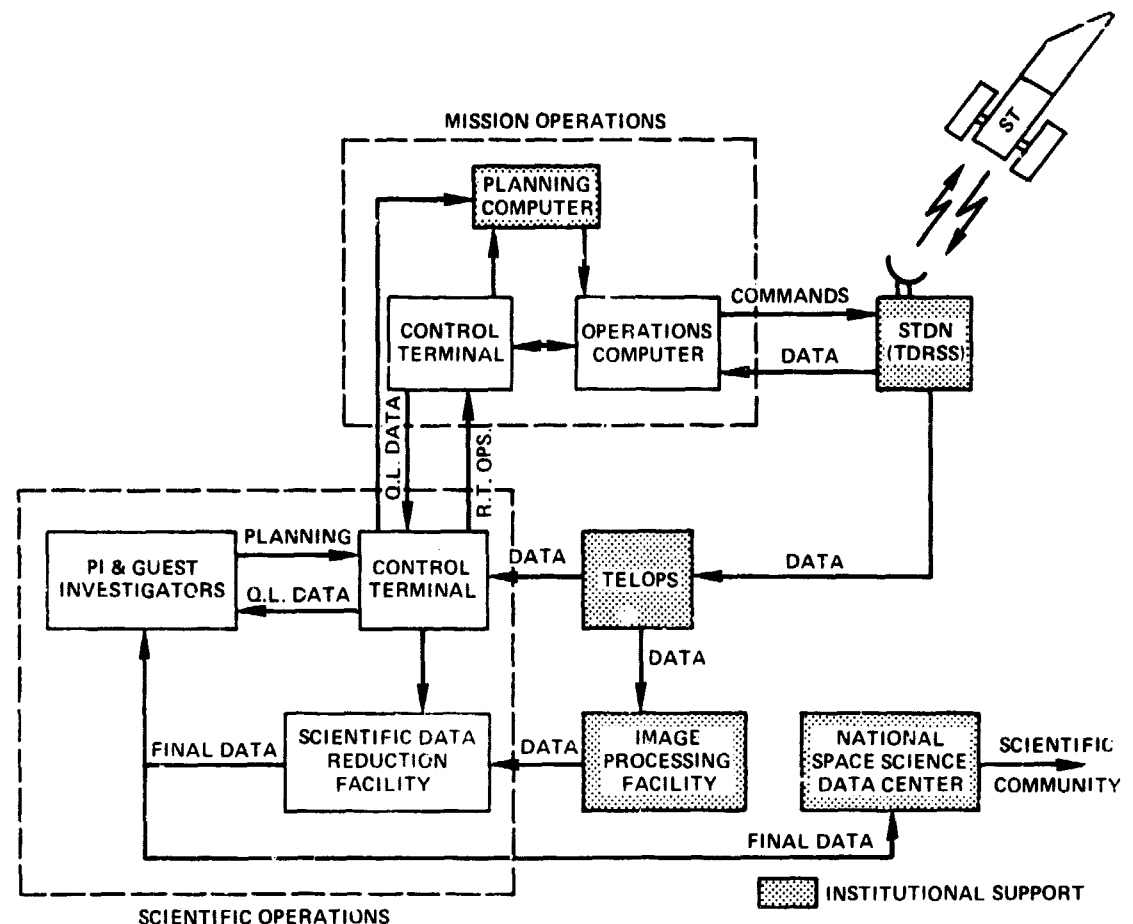 MISSION OPERATIONS
ST
PLANNING
COMPUTER
CONTROL
TERMINAL
OPERATIONS
COMPUTER
COMMANDS
DATA
STDN
(TDRSS)
Q.L. DATA
R.T. OPS.
PI & GUEST
INVESTIGATORS
PLANNING
Q.L. DATA
CONTROL
TERMINAL
DATA
TELOPS
DATA
DATA
FINAL DATA
SCIENTIFIC DATA
REDUCTION
FACILITY
DATA
IMAGE
PROCESSING
FACILITY
NATIONAL
SPACE SCIENCE
DATA CENTER
SCIENTIFIC
COMMUNITY
FINAL DATA
INSTITUTIONAL SUPPORT
SCIENTIFIC OPERATIONS